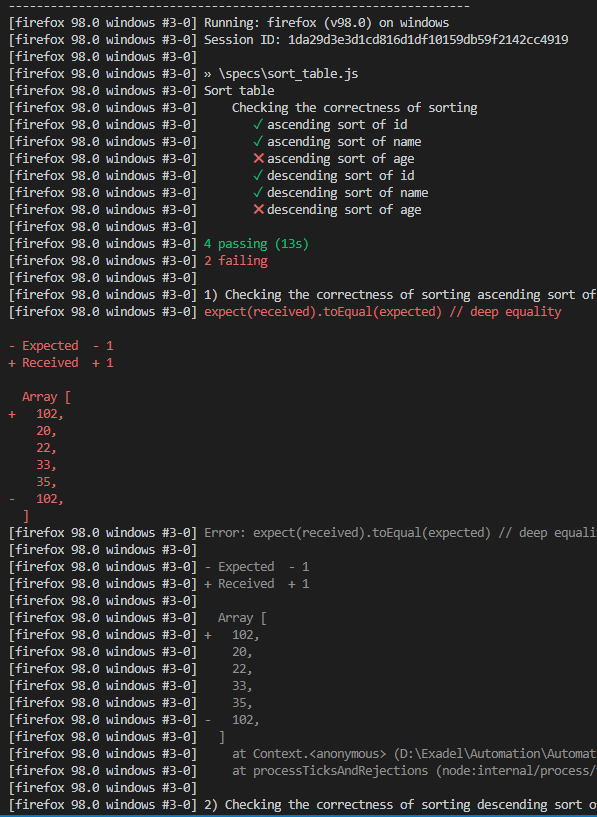 ------------------------------------------------------------------
[firefox 98.0 windows #3-0] Running: firefox (v98.0) on windows
[firefox 98.0 windows #3-0] Session ID: 1da29d3e3d1cd816d1df10159db59f2142cc4919
[firefox 98.0 windows #3-0]
[firefox 98.0 windows #3-0] » \specs\sort_table.js
[firefox 98.0 windows #3-0] Sort table
[firefox 98.0 windows #3-0]     Checking the correctness of sorting
[firefox 98.0 windows #3-0]        ✓ ascending sort of id
[firefox 98.0 windows #3-0]        ✓ ascending sort of name
[firefox 98.0 windows #3-0]        ✖ ascending sort of age
[firefox 98.0 windows #3-0]        ✓ descending sort of id
[firefox 98.0 windows #3-0]        ✓ descending sort of name
[firefox 98.0 windows #3-0]        ✖ descending sort of age
[firefox 98.0 windows #3-0]
[firefox 98.0 windows #3-0] 4 passing (13s)
[firefox 98.0 windows #3-0] 2 failing
[firefox 98.0 windows #3-0]
[firefox 98.0 windows #3-0] 1) Checking the correctness of sorting ascending sort of
[firefox 98.0 windows #3-0] expect(received).toEqual(expected) // deep equality
- Expected  - 1
+ Received  + 1
  Array [
+   102,
    20,
    22,
    33,
    35,
-   102,
  ]
[firefox 98.0 windows #3-0] Error: expect(received).toEqual(expected) // deep equali
[firefox 98.0 windows #3-0]
[firefox 98.0 windows #3-0] - Expected  - 1
[firefox 98.0 windows #3-0] + Received  + 1
[firefox 98.0 windows #3-0]
[firefox 98.0 windows #3-0]   Array [
[firefox 98.0 windows #3-0] +   102,
[firefox 98.0 windows #3-0]     20,
[firefox 98.0 windows #3-0]     22,
[firefox 98.0 windows #3-0]     33,
[firefox 98.0 windows #3-0]     35,
[firefox 98.0 windows #3-0] -   102,
[firefox 98.0 windows #3-0]   ]
[firefox 98.0 windows #3-0]     at Context.<anonymous> (D:\Exadel\Automation\Automat
[firefox 98.0 windows #3-0]     at processTicksAndRejections (node:internal/process/
[firefox 98.0 windows #3-0]
[firefox 98.0 windows #3-0] 2) Checking the correctness of sorting descending sort o